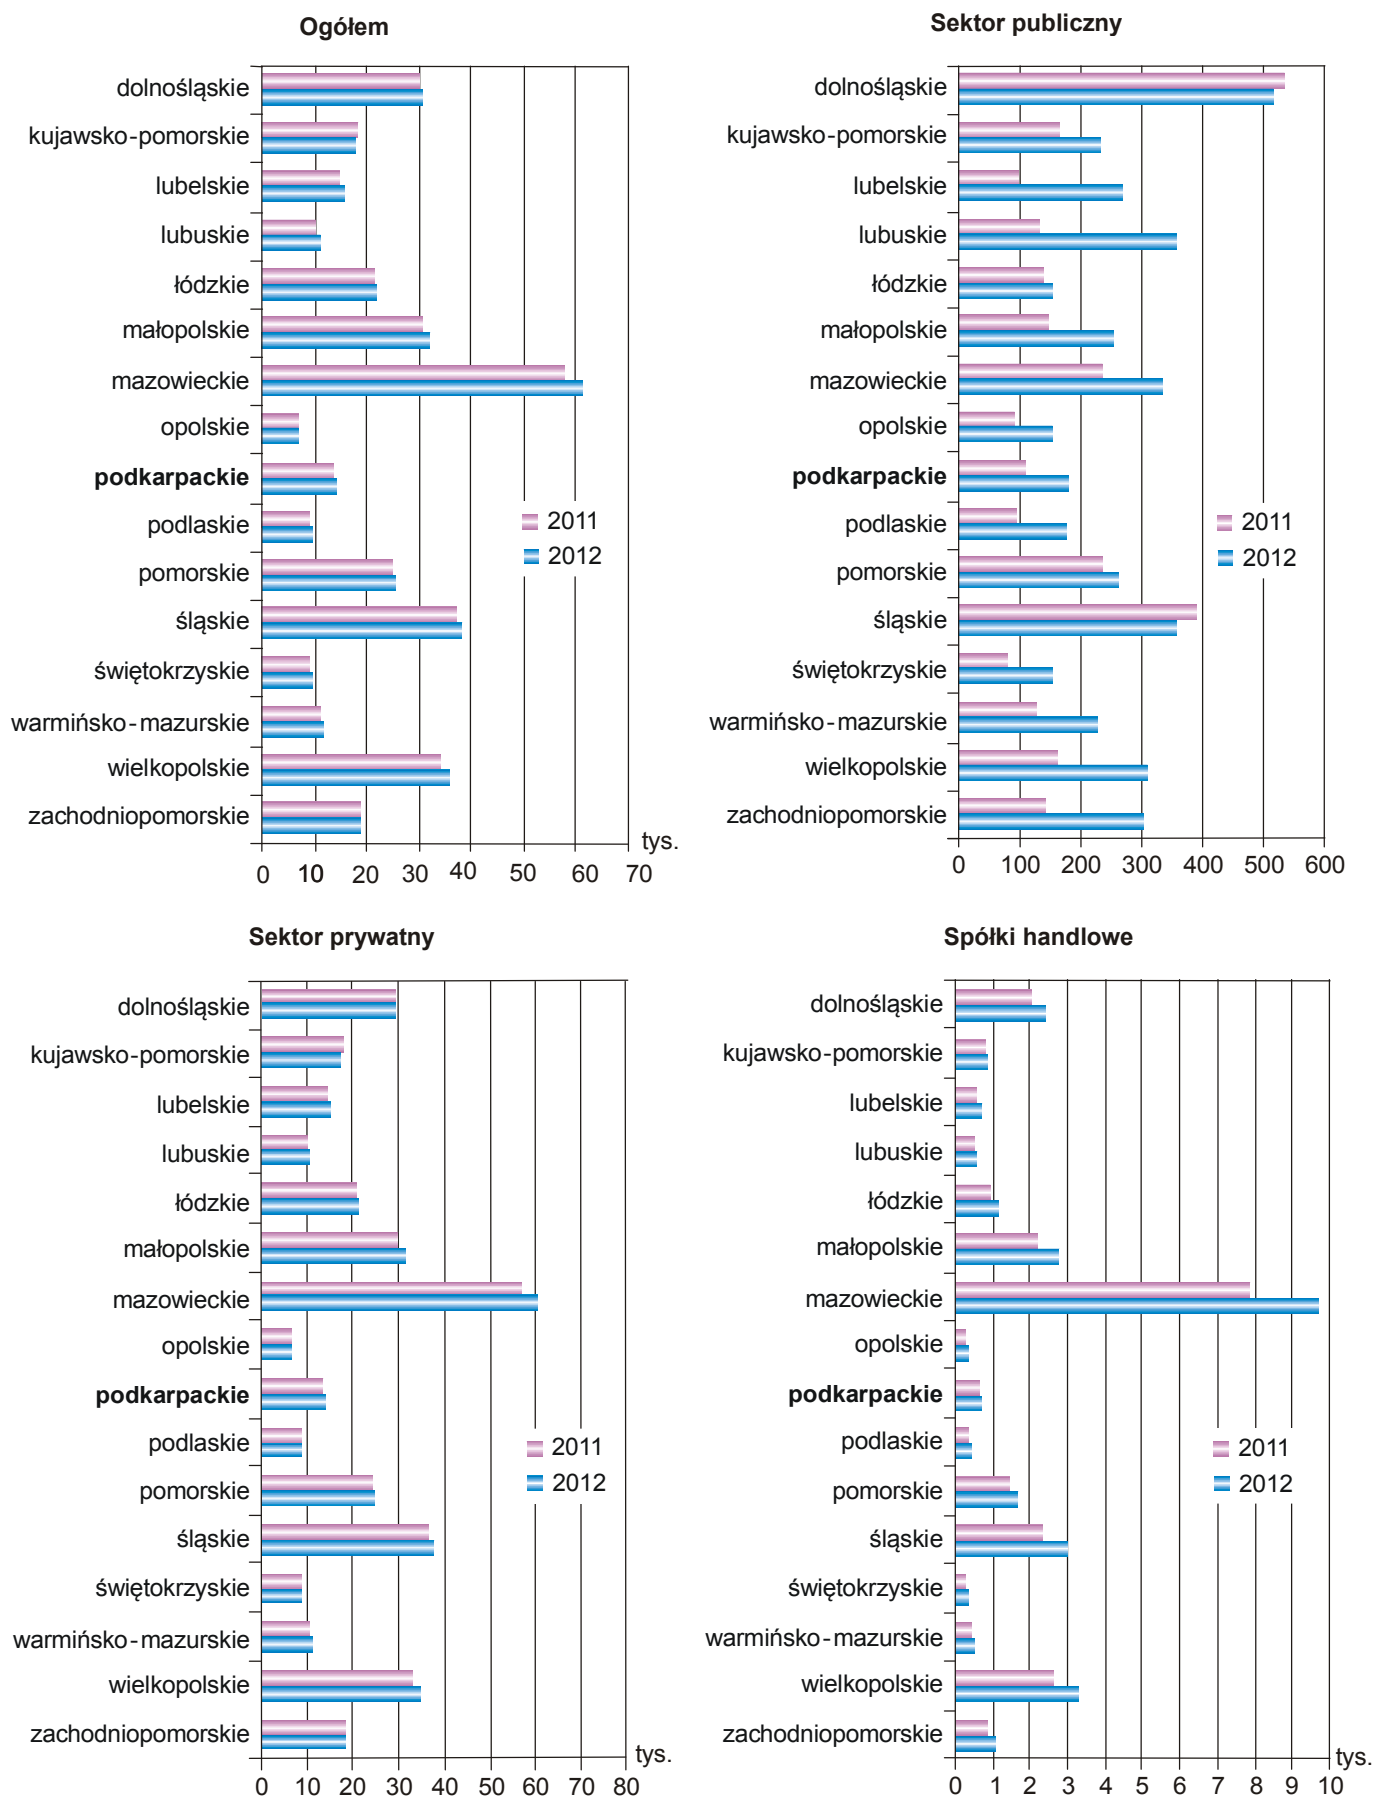 Ogółem
dolnośląskie
kujawsko-pomorskie
lubelskie
lubuskie
łódzkie
małopolskie
mazowieckie
opolskie
podkarpackie
podlaskie
pomorskie
śląskie
świętokrzyskie
warmińsko-mazurskie
wielkopolskie
zachodniopomorskie
2011
2012
tys.
0 10 20 30 40 50 60 70
Sektor publiczny
dolnośląskie
kujawsko-pomorskie
lubelskie
lubuskie
łódzkie
małopolskie
mazowieckie
opolskie
podkarpackie
podlaskie
pomorskie
śląskie
świętokrzyskie
warmińsko-mazurskie
wielkopolskie
zachodniopomorskie
2011
2012
0 100 200 300 400 500 600
Sektor prywatny
dolnośląskie
kujawsko-pomorskie
lubelskie
lubuskie
łódzkie
małopolskie
mazowieckie
opolskie
podkarpackie
podlaskie
pomorskie
śląskie
świętokrzyskie
warmińsko-mazurskie
wielkopolskie
zachodniopomorskie
2011
2012
tys.
0 10 20 30 40 50 60 70 80
Spółki handlowe
dolnośląskie
kujawsko-pomorskie
lubelskie
lubuskie
łódzkie
małopolskie
mazowieckie
opolskie
podkarpackie
podlaskie
pomorskie
śląskie
świętokrzyskie
warmińsko-mazurskie
wielkopolskie
zachodniopomorskie
2011
2012
tys.
0 1 2 3 4 5 6 7 8 9 10